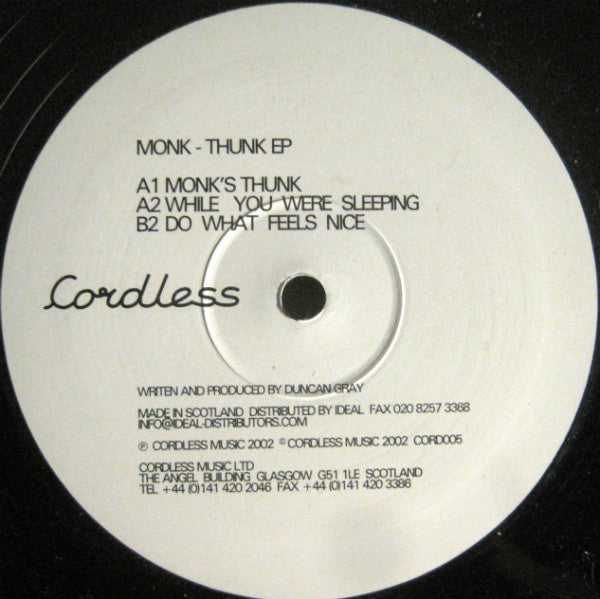 MONK - THUNK EP
A1 MONK'S THUNK
A2 WHILE YOU WERE SLEEPING
B2 DO WHAT FEELS NICE
Cordless
WRITEN AND PRODUCED BY DUNCAN GRAY
MADE IN SCOTLAND DISTRIBUTED BY IDEAL FAX 020 8257 3368
INFO@IDEAL-DISTRIBUTORS.COM
℗ CORDLESS MUSIC 2002 © CORDLESS MUSIC 2002 CORD005
CORDLESS MUSIC LTD
THE ANGEL BUILDING GLASGOW G51 1LE SCOTLAND
TEL +44 (0)141 420 2046 FAX +44 (0)141 420 3386